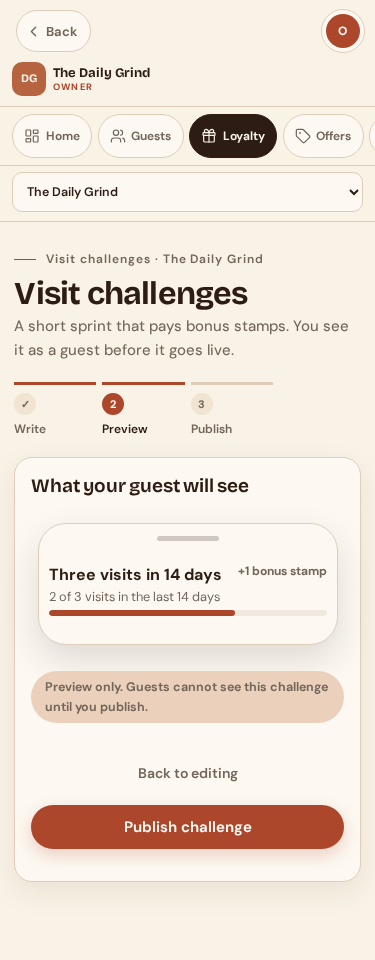 Back
O
DG
The Daily Grind
OWNER
Home
Guests
Loyalty
Offers
The Daily Grind
Visit challenges · The Daily Grind
Visit challenges
A short sprint that pays bonus stamps. You see
it as a guest before it goes live.
✓
2
3
Write
Preview
Publish
What your guest will see
Three visits in 14 days
+1 bonus stamp
2 of 3 visits in the last 14 days
Preview only. Guests cannot see this challenge
until you publish.
Back to editing
Publish challenge